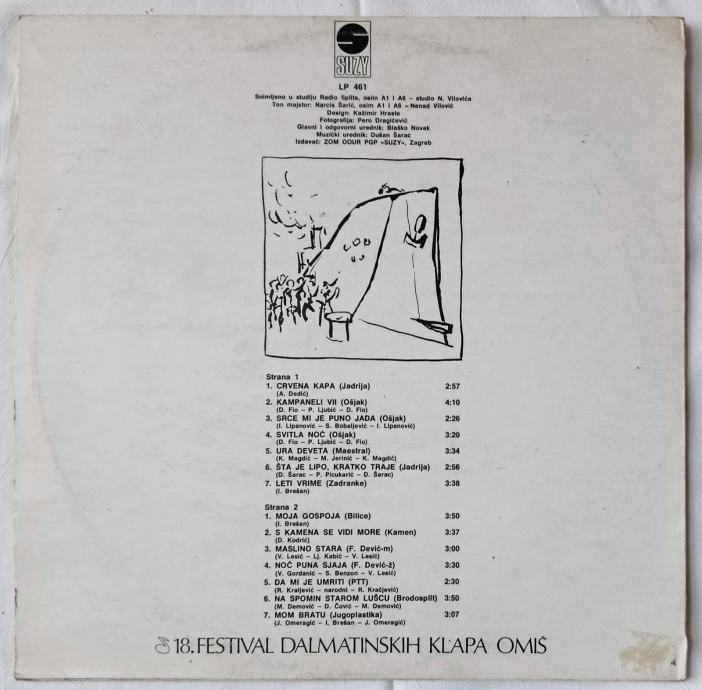 SUZY
LP 461
Snimljeno u studiju Radio Splita, osim A1 i A6 – studio N. Vilovića
Ton majstor: Narcis Šarić, osim A1 i A6 – Nenad Vilović
Design: Kažimir Hraste
Fotografija: Pero Dragičević
Glavni i odgovorni urednik: Blaško Novak
Muzički urednik: Dušan Šarac
Izdavač: ZOM OOUR PGP »SUZY«, Zagreb
Strana 1
1. CRVENA KAPA (Jadrija) 2:57
(A. Dedić)
2. KAMPANELI VII (Ošjak) 4:10
(D. Fio – P. Ljubić – D. Fio)
3. SRCE MI JE PUNO JADA (Ošjak) 2:26
(I. Lipanović – S. Bobaljević – I. Lipanović)
4. SVITLA NOĆ (Ošjak) 3:20
(D. Fio – P. Ljubić – D. Fio)
5. URA DEVETA (Maestral) 3:34
(K. Magdić – M. Jerinić – K. Magdić)
6. ŠTA JE LIPO, KRATKO TRAJE (Jadrija) 2:56
(D. Šarac – P. Picukarić – D. Šarac)
7. LETI VRIME (Zadranke) 3:38
(I. Brešan)
Strana 2
1. MOJA GOSPOJA (Bilice) 3:50
(I. Brešan)
2. S KAMENA SE VIDI MORE (Kamen) 3:37
(D. Kodrić)
3. MASLINO STARA (F. Dević-m) 3:00
(V. Lesić – Lj. Kabić – V. Lesić)
4. NOĆ PUNA SJAJA (F. Dević-ž) 3:30
(V. Gordanić – S. Benzon – V. Lesić)
5. DA MI JE UMRITI (PTT) 2:30
(R. Kraljević – narodni – R. Kračjević)
6. NA SPOMIN STAROM LUŠCU (Brodosplit) 3:50
(M. Demović – D. Čović – M. Demović)
7. MOM BRATU (Jugoplastika) 3:07
(J. Omeragić – I. Brešan – J. Omeragić)
18. FESTIVAL DALMATINSKIH KLAPA OMIŠ